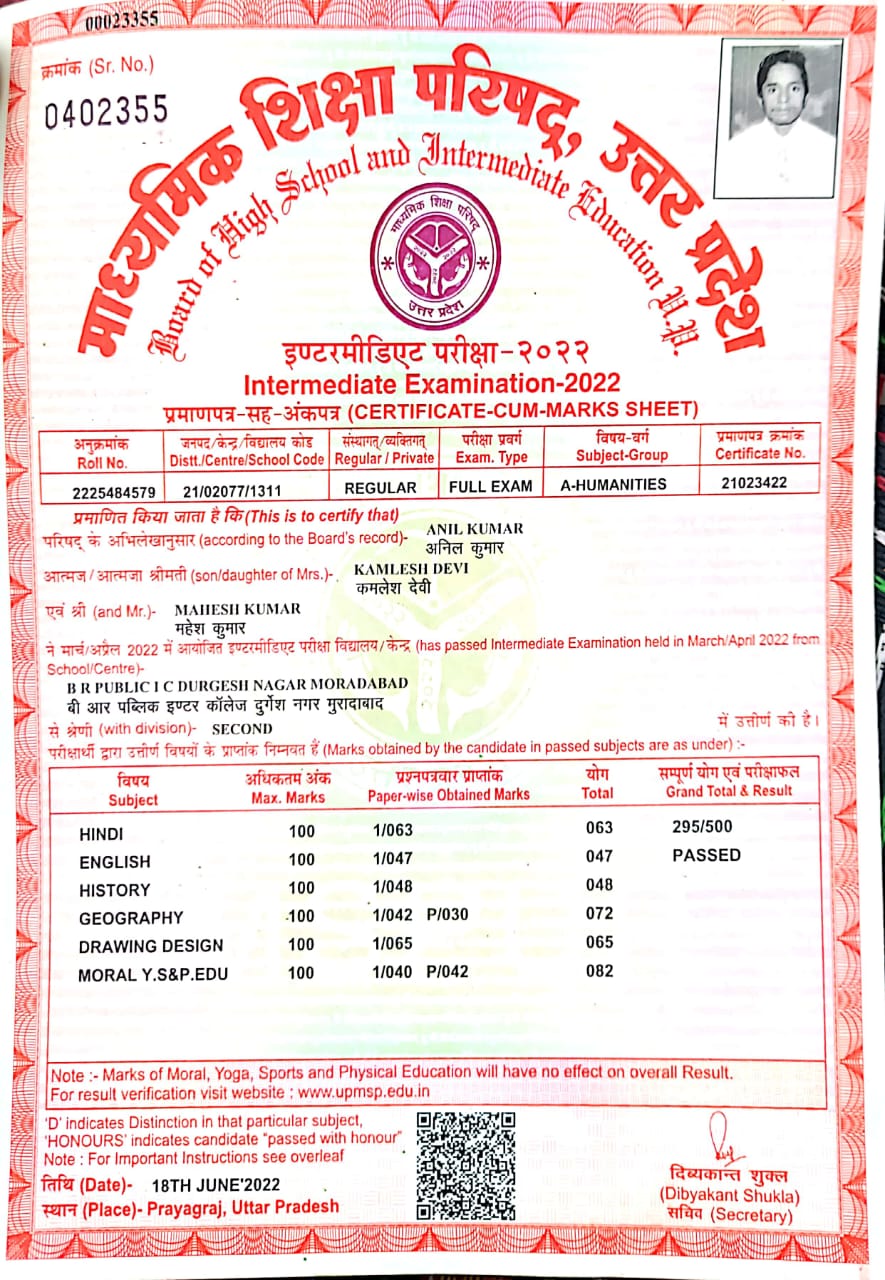 00023355
क्रमांक (Sr. No.)
0402355
माध्यमिक शिक्षा परिषद्, उत्तर प्रदेश
Board of High School and Intermediate Education U.P.
माध्यमिक शिक्षा परिषद्
उत्तर प्रदेश
इण्टरमीडिएट परीक्षा-२०२२
Intermediate Examination-2022
प्रमाणपत्र-सह-अंकपत्र (CERTIFICATE-CUM-MARKS SHEET)
अनुक्रमांक जनपद/केन्द्र/विद्यालय कोड संस्थागत्/व्यक्तिगत् परीक्षा प्रवर्ग विषय-वर्ग प्रमाणपत्र क्रमांक
Roll No. Distt./Centre/School Code Regular / Private Exam. Type Subject-Group Certificate No.
2225484579 21/02077/1311 REGULAR FULL EXAM A-HUMANITIES 21023422
प्रमाणित किया जाता है कि (This is to certify that)
ANIL KUMAR
परिषद् के अभिलेखानुसार (according to the Board's record)- अनिल कुमार
आत्मज/आत्मजा श्रीमती (son/daughter of Mrs.)-. KAMLESH DEVI
कमलेश देवी
एवं श्री (and Mr.)- MAHESH KUMAR
महेश कुमार
ने मार्च/अप्रैल 2022 में आयोजित इण्टरमीडिएट परीक्षा विद्यालय/केन्द्र (has passed Intermediate Examination held in March/April 2022 from
School/Centre)-
B R PUBLIC I C DURGESH NAGAR MORADABAD
बी आर पब्लिक इण्टर कॉलेज दुर्गेश नगर मुरादाबाद
से श्रेणी (with division)- SECOND में उत्तीर्ण की है।
परीक्षार्थी द्वारा उत्तीर्ण विषयों के प्राप्तांक निम्नवत हैं (Marks obtained by the candidate in passed subjects are as under) :-
विषय अधिकतम अंक प्रश्नपत्रवार प्राप्तांक योग सम्पूर्ण योग एवं परीक्षाफल
Subject Max. Marks Paper-wise Obtained Marks Total Grand Total & Result
HINDI 100 1/063 063 295/500
ENGLISH 100 1/047 047 PASSED
HISTORY 100 1/048 048
GEOGRAPHY 100 1/042 P/030 072
DRAWING DESIGN 100 1/065 065
MORAL Y.S&P.EDU 100 1/040 P/042 082
Note :- Marks of Moral, Yoga, Sports and Physical Education will have no effect on overall Result.
For result verification visit website : www.upmsp.edu.in
'D' indicates Distinction in that particular subject,
'HONOURS' indicates candidate "passed with honour"
Note : For Important Instructions see overleaf
तिथि (Date)- 18TH JUNE'2022
स्थान (Place)- Prayagraj, Uttar Pradesh
दिव्यकान्त शुक्ल
(Dibyakant Shukla)
सचिव (Secretary)